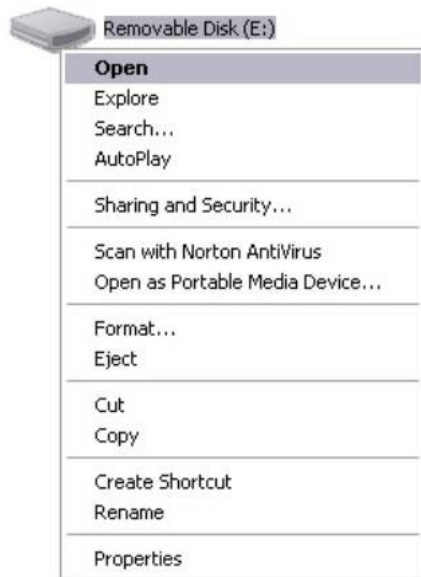 Removable Disk (E:)
Open
Explore
Search...
AutoPlay
Sharing and Security...
Scan with Norton AntiVirus
Open as Portable Media Device...
Format...
Eject
Cut
Copy
Create Shortcut
Rename
Properties